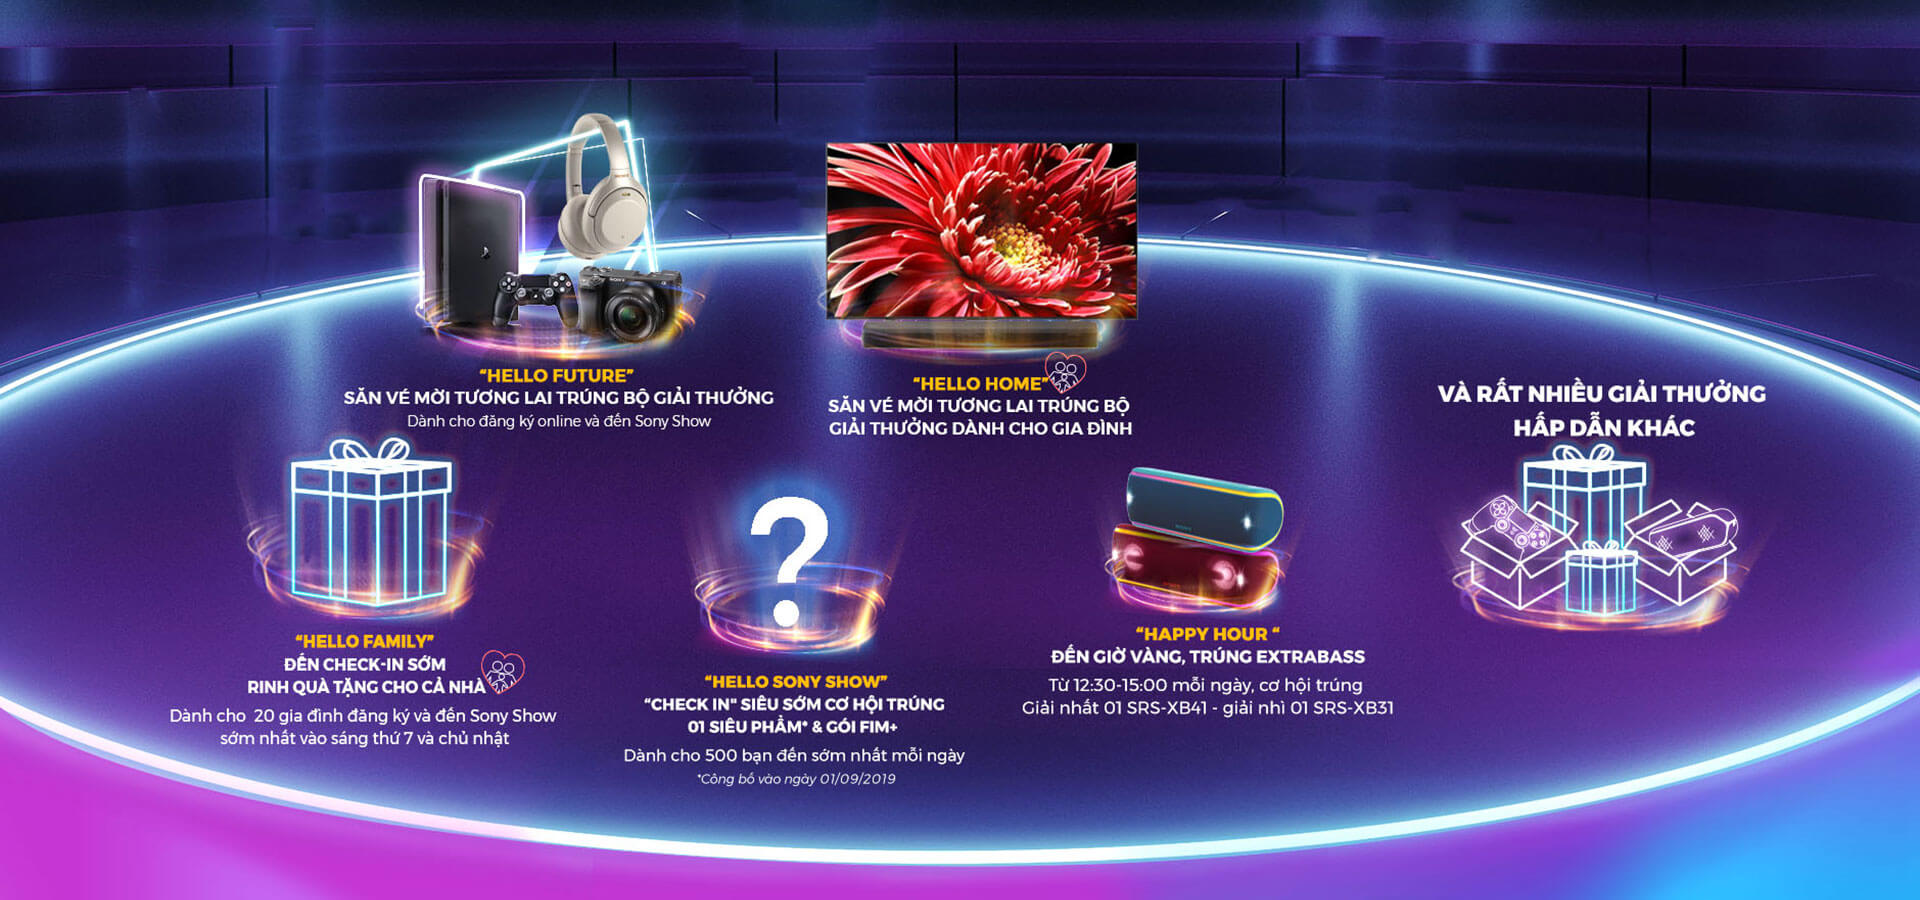 “HELLO FUTURE”
SĂN VÉ MỜI TƯƠNG LAI TRÚNG BỘ GIẢI THƯỞNG
Dành cho đăng ký online và đến Sony Show
“HELLO HOME”
SĂN VÉ MỜI TƯƠNG LAI TRÚNG BỘ
GIẢI THƯỞNG DÀNH CHO GIA ĐÌNH
VÀ RẤT NHIỀU GIẢI THƯỞNG
HẤP DẪN KHÁC
“HELLO FAMILY”
ĐẾN CHECK-IN SỚM
RINH QUÀ TẶNG CHO CẢ NHÀ
Dành cho 20 gia đình đăng ký và đến Sony Show
sớm nhất vào sáng thứ 7 và chủ nhật
“HELLO SONY SHOW”
“CHECK IN" SIÊU SỚM CƠ HỘI TRÚNG
01 SIÊU PHẨM* & GÓI FIM+
Dành cho 500 bạn đến sớm nhất mỗi ngày
*Công bố vào ngày 01/09/2019
“HAPPY HOUR “
ĐẾN GIỜ VÀNG, TRÚNG EXTRABASS
Từ 12:30-15:00 mỗi ngày, cơ hội trúng
Giải nhất 01 SRS-XB41 - giải nhì 01 SRS-XB31